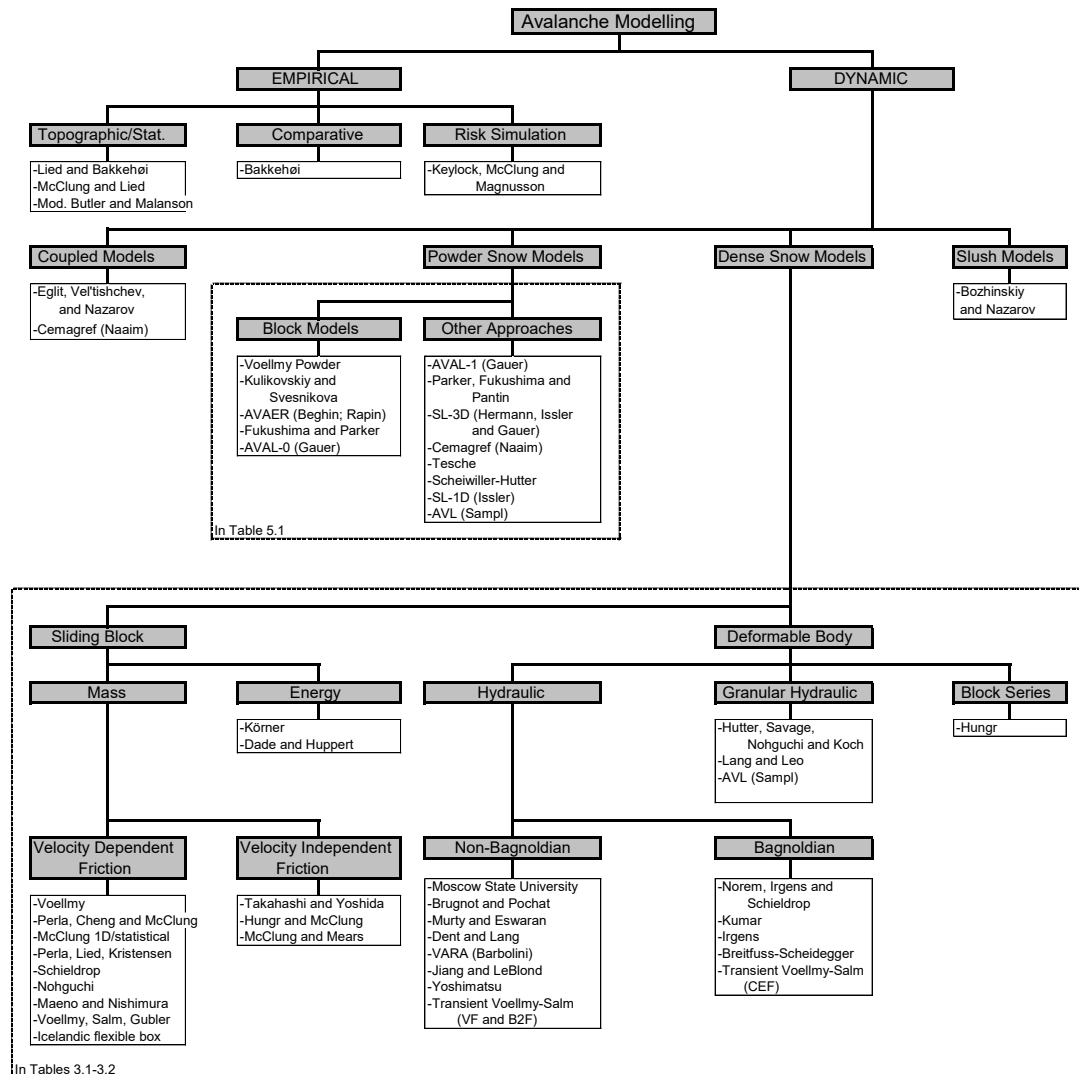 Avalanche Modelling
EMPIRICAL
DYNAMIC
Topographic/Stat.
-Lied and Bakkehøi
-McClung and Lied
-Mod. Butler and Malanson
Comparative
-Bakkehøi
Risk Simulation
-Keylock, McClung and
Magnusson
Coupled Models
-Eglit, Vel'tishchev,
and Nazarov
-Cemagref (Naaim)
Powder Snow Models
Dense Snow Models
Slush Models
-Bozhinskiy
and Nazarov
Block Models
-Voellmy Powder
-Kulikovskiy and
Svesnikova
-AVAER (Beghin; Rapin)
-Fukushima and Parker
-AVAL-0 (Gauer)
Other Approaches
-AVAL-1 (Gauer)
-Parker, Fukushima and
Pantin
-SL-3D (Hermann, Issler
and Gauer)
-Cemagref (Naaim)
-Tesche
-Scheiwiller-Hutter
-SL-1D (Issler)
-AVL (Sampl)
In Table 5.1
Sliding Block
Deformable Body
Mass
Energy
-Körner
-Dade and Huppert
Hydraulic
Granular Hydraulic
-Hutter, Savage,
Nohguchi and Koch
-Lang and Leo
-AVL (Sampl)
Block Series
-Hungr
Velocity Dependent
Friction
-Voellmy
-Perla, Cheng and McClung
-McClung 1D/statistical
-Perla, Lied, Kristensen
-Schieldrop
-Nohguchi
-Maeno and Nishimura
-Voellmy, Salm, Gubler
-Icelandic flexible box
Velocity Independent
Friction
-Takahashi and Yoshida
-Hungr and McClung
-McClung and Mears
Non-Bagnoldian
-Moscow State University
-Brugnot and Pochat
-Murty and Eswaran
-Dent and Lang
-VARA (Barbolini)
-Jiang and LeBlond
-Yoshimatsu
-Transient Voellmy-Salm
(VF and B2F)
Bagnoldian
-Norem, Irgens and
Schieldrop
-Kumar
-Irgens
-Breitfuss-Scheidegger
-Transient Voellmy-Salm
(CEF)
In Tables 3.1-3.2